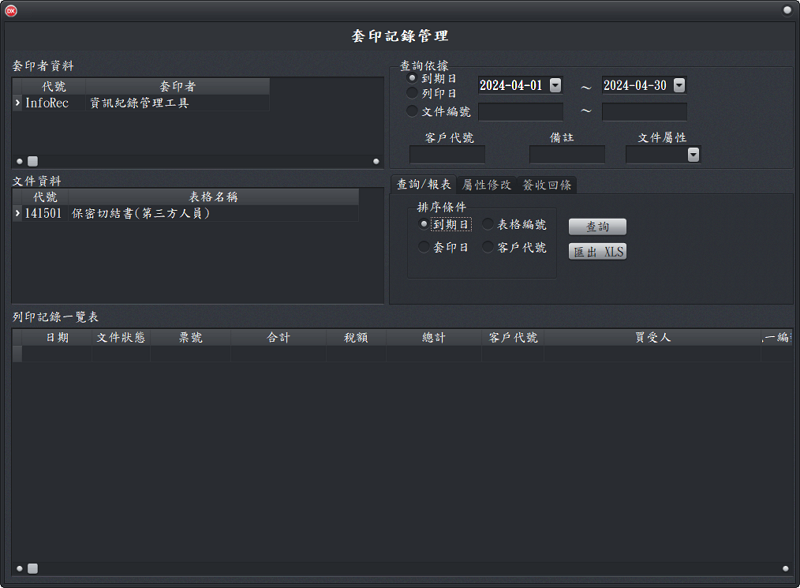 DX
套印記錄管理
套印者資料
代號 套印者
InfoRec 資訊紀錄管理工具
查詢依據
到期日 2024-04-01 ~ 2024-04-30
列印日
文件編號 ~
客戶代號 備註 文件屬性
文件資料
代號 表格名稱
141501 保密切結書(第三方人員)
查詢/報表 屬性修改 簽收回條
排序條件
到期日 表格編號 查詢
套印日 客戶代號 匯出 XLS
列印記錄一覽表
日期 文件狀態 票號 合計 稅額 總計 客戶代號 買受人 一編